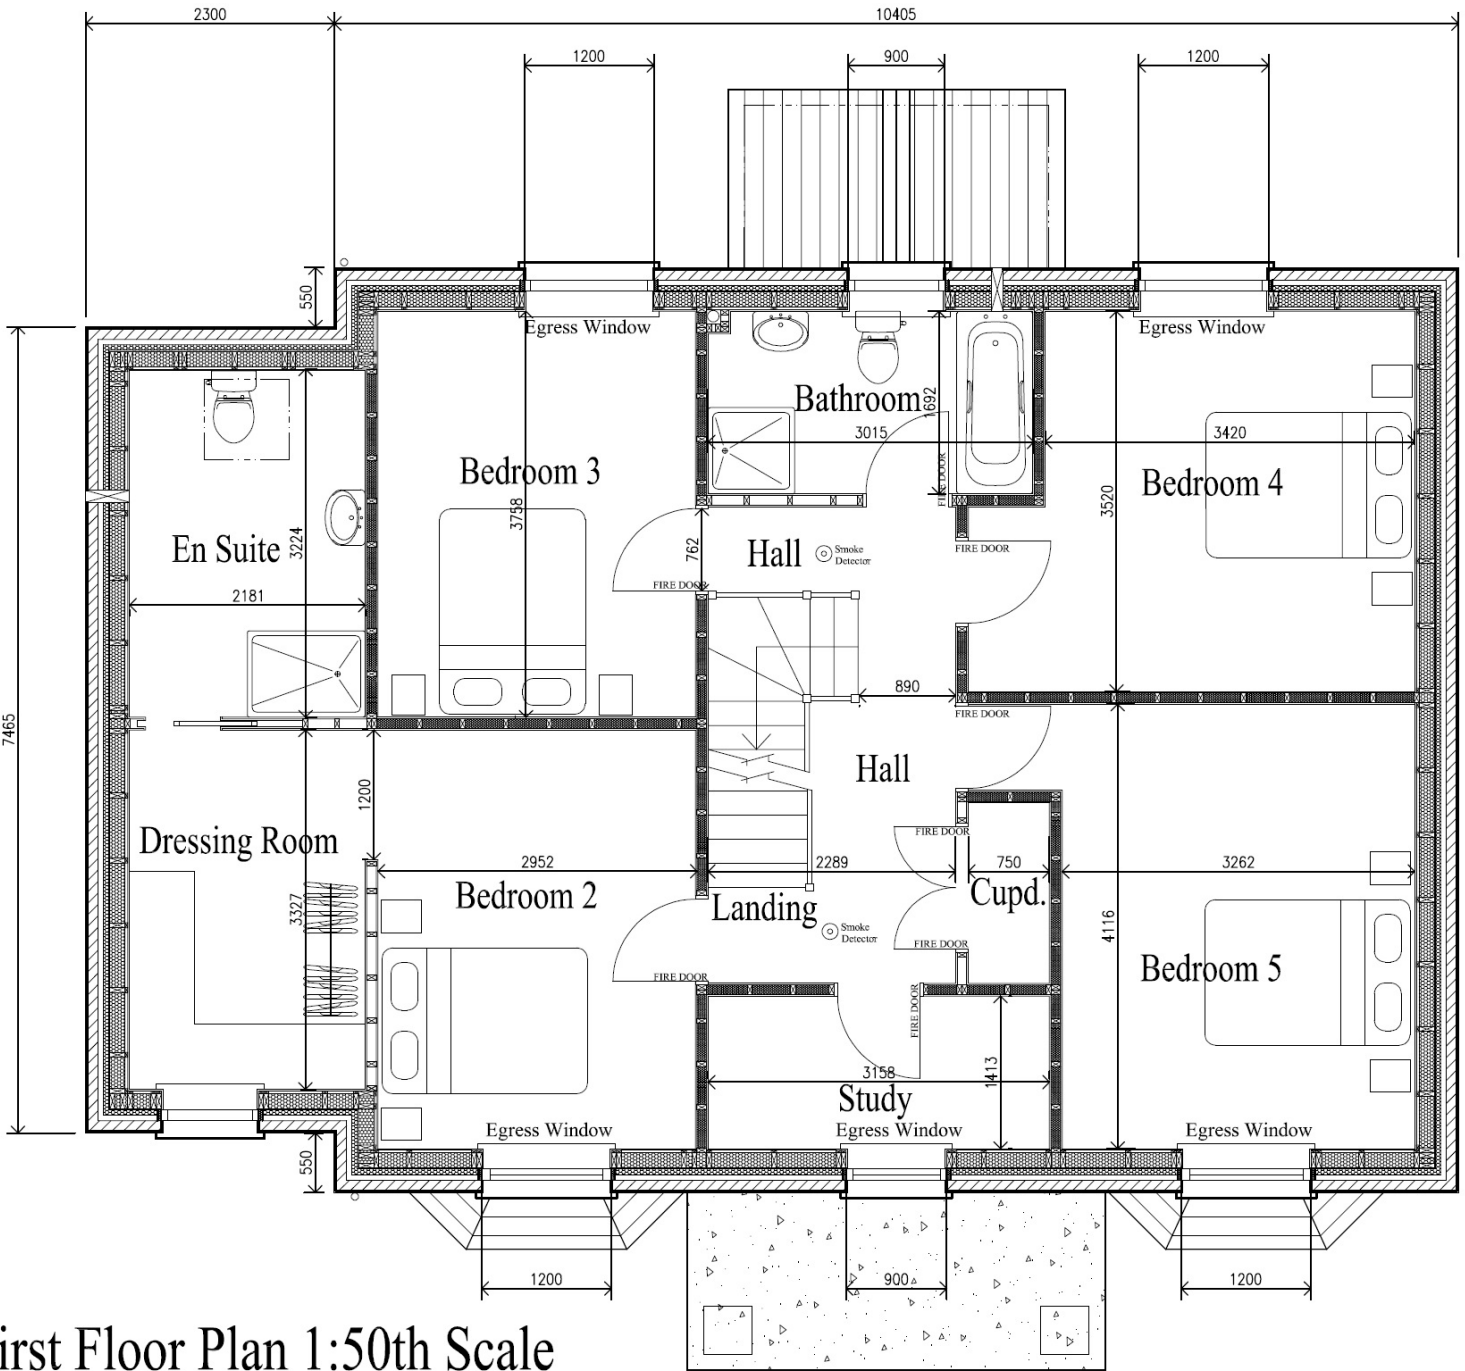 2300
10405
1200
900
1200
550
Egress Window
Egress Window
Bathroom
1692
3015
3420
FIRE DOOR
Bedroom 3
3758
Bedroom 4
3520
7465
En Suite
3224
2181
762
Hall
Smoke
Detector
FIRE DOOR
FIRE DOOR
890
FIRE DOOR
Hall
1200
Dressing Room
3327
2952
Bedroom 2
FIRE DOOR
2289
750
3262
Landing
Cupd.
Smoke
Detector
FIRE DOOR
FIRE DOOR
FIRE DOOR
4116
Bedroom 5
3158
1413
Study
Egress Window
Egress Window
Egress Window
550
1200
900
1200
irst Floor Plan 1:50th Scale